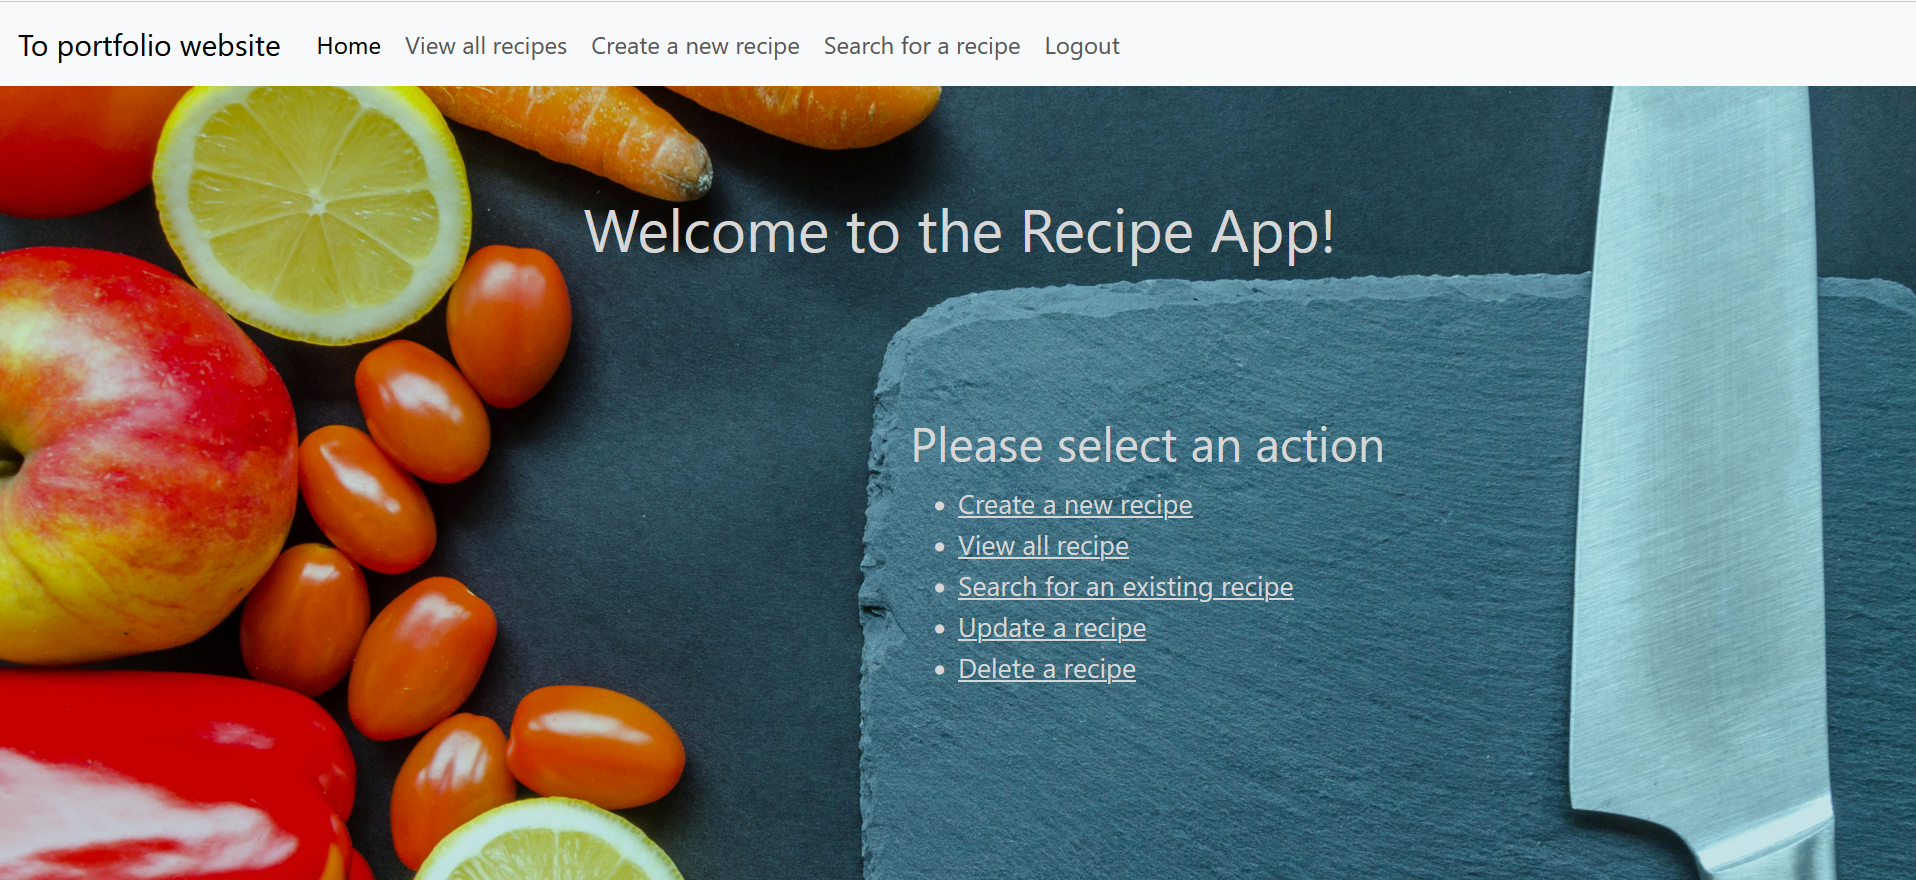 To portfolio website Home View all recipes Create a new recipe Search for a recipe Logout
Welcome to the Recipe App!
Please select an action
Create a new recipe
View all recipe
Search for an existing recipe
Update a recipe
Delete a recipe